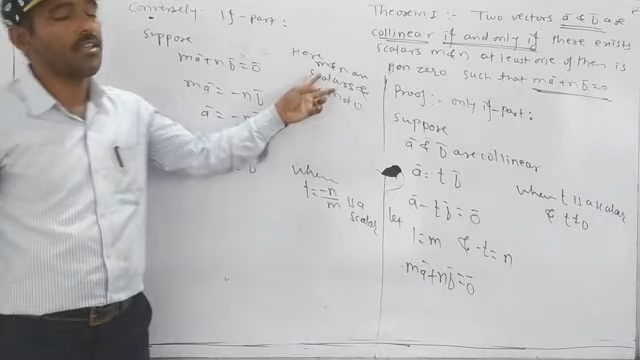 Conversely: If-part:
Suppose
mā + n b̄ = ō
mā = -n b̄
ā = -n
Here
m & n are
scalars &
m ≠ 0
when
t = -n/m is a
scalar
Theorem I :- Two vectors ā & b̄ are
collinear if and only if there exists
scalars m & n at least one of them is
non zero such that mā + n b̄ = ō
Proof :- only if-part:
Suppose
ā & b̄ are collinear
ā = t b̄
when t is a scalar
& t ≠ 0
ā - t b̄ = ō
let
1 = m & -t = n
mā + n b̄ = ō